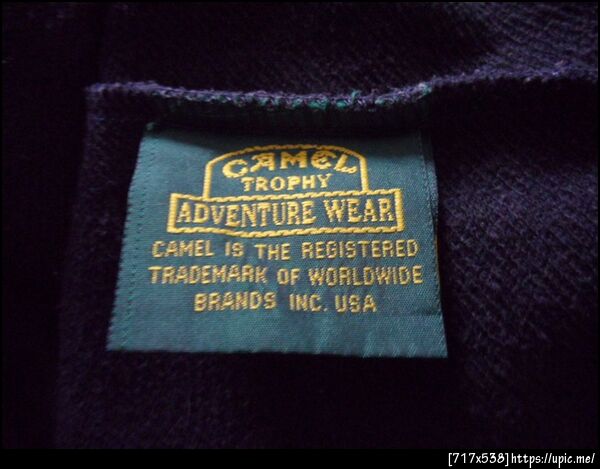 CAMEL
TROPHY
ADVENTURE WEAR
CAMEL IS THE REGISTERED
TRADEMARK OF WORLDWIDE
BRANDS INC. USA
[717x538]https://upic.me/